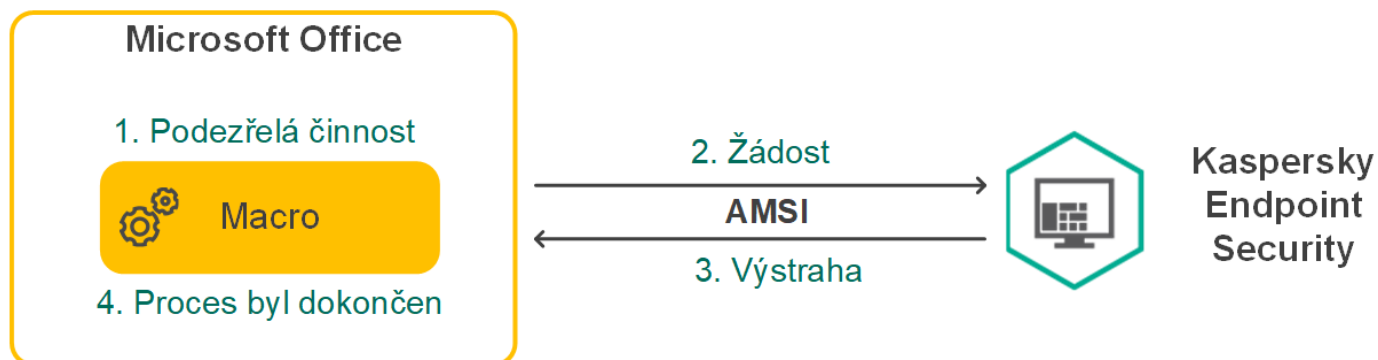 Microsoft Office
1. Podezřelá činnost
Macro
4. Proces byl dokončen
2. Žádost
AMSI
3. Výstraha
Kaspersky
Endpoint
Security